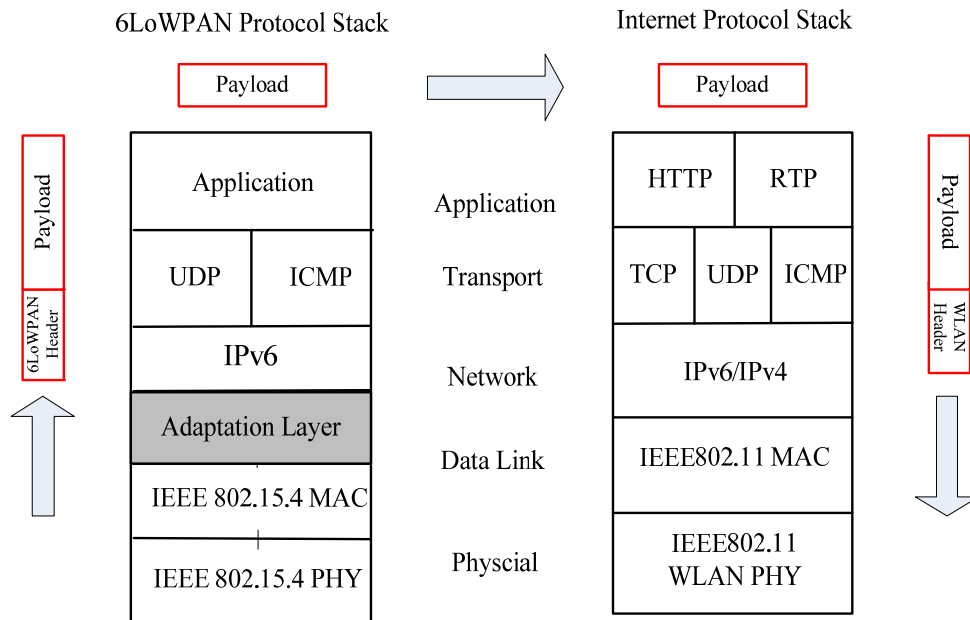 6LoWPAN Protocol Stack
Internet Protocol Stack
Payload
Payload
Payload
6LoWPAN
Header
Application
UDP
ICMP
IPv6
Adaptation Layer
IEEE 802.15.4 MAC
IEEE 802.15.4 PHY
Application
Transport
Network
Data Link
Physcial
HTTP
RTP
TCP
UDP
ICMP
IPv6/IPv4
IEEE802.11 MAC
IEEE802.11
WLAN PHY
Payload
WLAN
Header